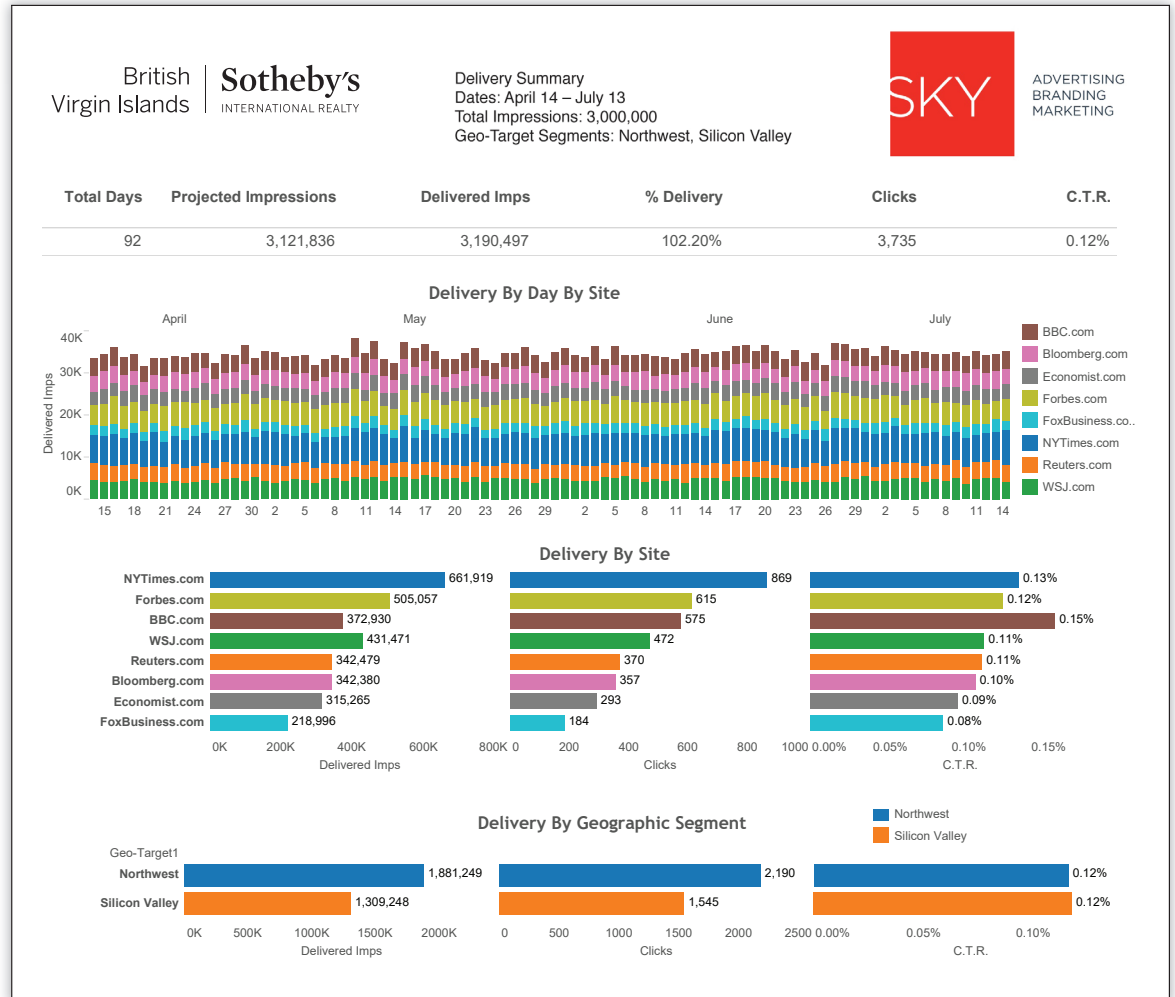 British
Virgin Islands
Sotheby's
INTERNATIONAL REALTY
Delivery Summary
Dates: April 14 – July 13
Total Impressions: 3,000,000
Geo-Target Segments: Northwest, Silicon Valley
SKY
ADVERTISING
BRANDING
MARKETING
Total Days Projected Impressions Delivered Imps % Delivery Clicks C.T.R.
92 3,121,836 3,190,497 102.20% 3,735 0.12%
Delivery By Day By Site
April May June July
40K
30K
20K
10K
0K
Delivered Imps
15 18 21 24 27 30 2 5 8 11 14 17 20 23 26 29 2 5 8 11 14 17 20 23 26 29 2 5 8 11 14
BBC.com
Bloomberg.com
Economist.com
Forbes.com
FoxBusiness.co..
NYTimes.com
Reuters.com
WSJ.com
Delivery By Site
NYTimes.com 661,919 869 0.13%
Forbes.com 505,057 615 0.12%
BBC.com 372,930 575 0.15%
WSJ.com 431,471 472 0.11%
Reuters.com 342,479 370 0.11%
Bloomberg.com 342,380 357 0.10%
Economist.com 315,265 293 0.09%
FoxBusiness.com 218,996 184 0.08%
0K 200K 400K 600K 800K 0 200 400 600 800 1000 0.00% 0.05% 0.10% 0.15%
Delivered Imps Clicks C.T.R.
Delivery By Geographic Segment
Northwest
Silicon Valley
Geo-Target1
Northwest 1,881,249 2,190 0.12%
Silicon Valley 1,309,248 1,545 0.12%
0K 500K 1000K 1500K 2000K 0 500 1000 1500 2000 2500 0.00% 0.05% 0.10%
Delivered Imps Clicks C.T.R.